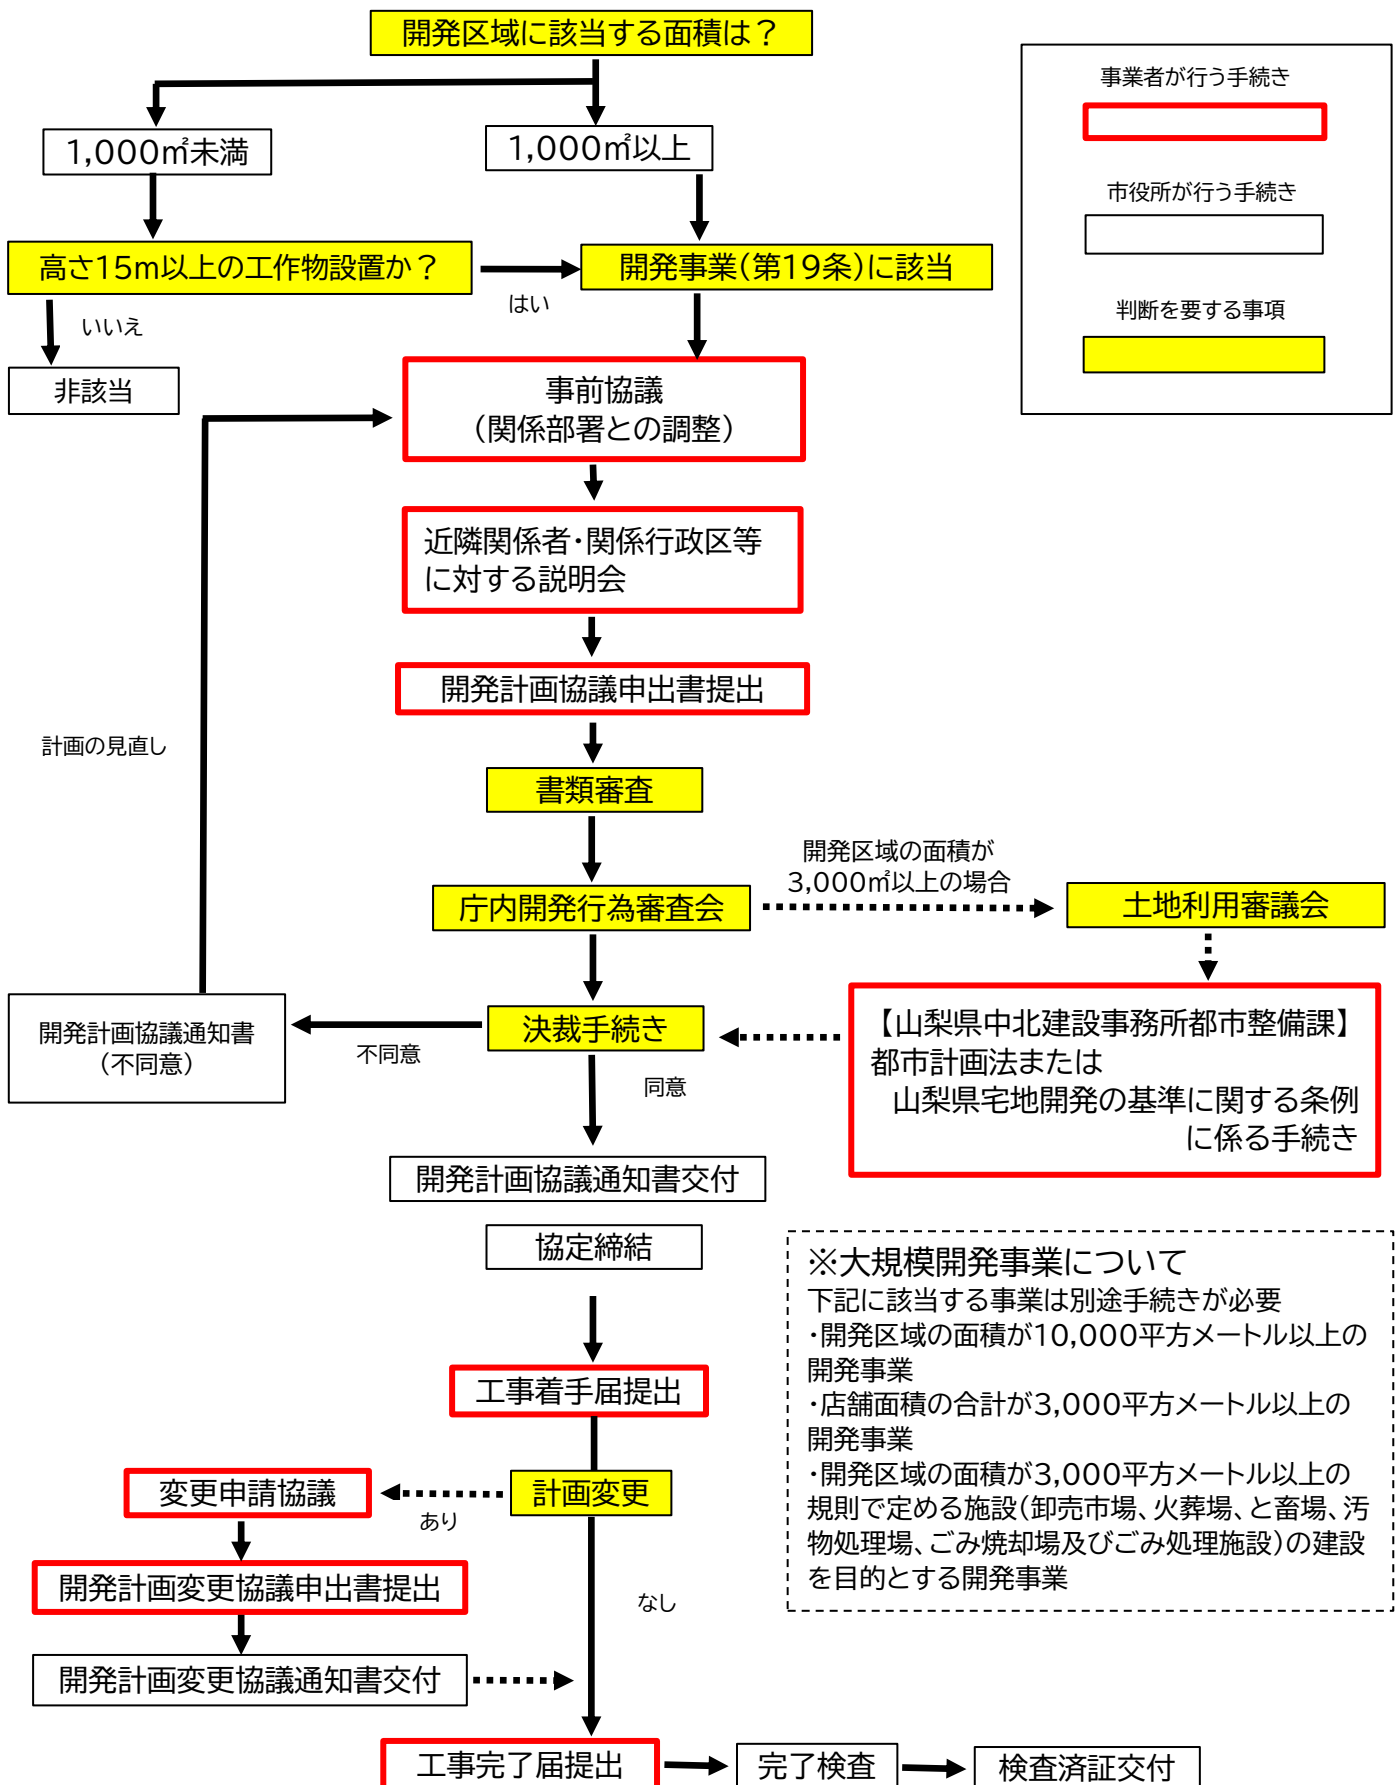 開発区域に該当する面積は？
事業者が行う手続き
1,000㎡未満
1,000㎡以上
市役所が行う手続き
高さ15m以上の工作物設置か？
はい
開発事業（第19条）に該当
いいえ
判断を要する事項
非該当
事前協議
（関係部署との調整）
近隣関係者・関係行政区等
に対する説明会
開発計画協議申出書提出
計画の見直し
書類審査
開発区域の面積が
3,000㎡以上の場合
庁内開発行為審査会
土地利用審議会
開発計画協議通知書
（不同意）
不同意
決裁手続き
同意
【山梨県中北建設事務所都市整備課】
都市計画法または
山梨県宅地開発の基準に関する条例
に係る手続き
開発計画協議通知書交付
協定締結
※大規模開発事業について
下記に該当する事業は別途手続きが必要
・開発区域の面積が10,000平方メートル以上の
開発事業
・店舗面積の合計が3,000平方メートル以上の
開発事業
・開発区域の面積が3,000平方メートル以上の
規則で定める施設（卸売市場、火葬場、と畜場、汚
物処理場、ごみ焼却場及びごみ処理施設）の建設
を目的とする開発事業
工事着手届提出
変更申請協議
あり
計画変更
開発計画変更協議申出書提出
なし
開発計画変更協議通知書交付
工事完了届提出
完了検査
検査済証交付